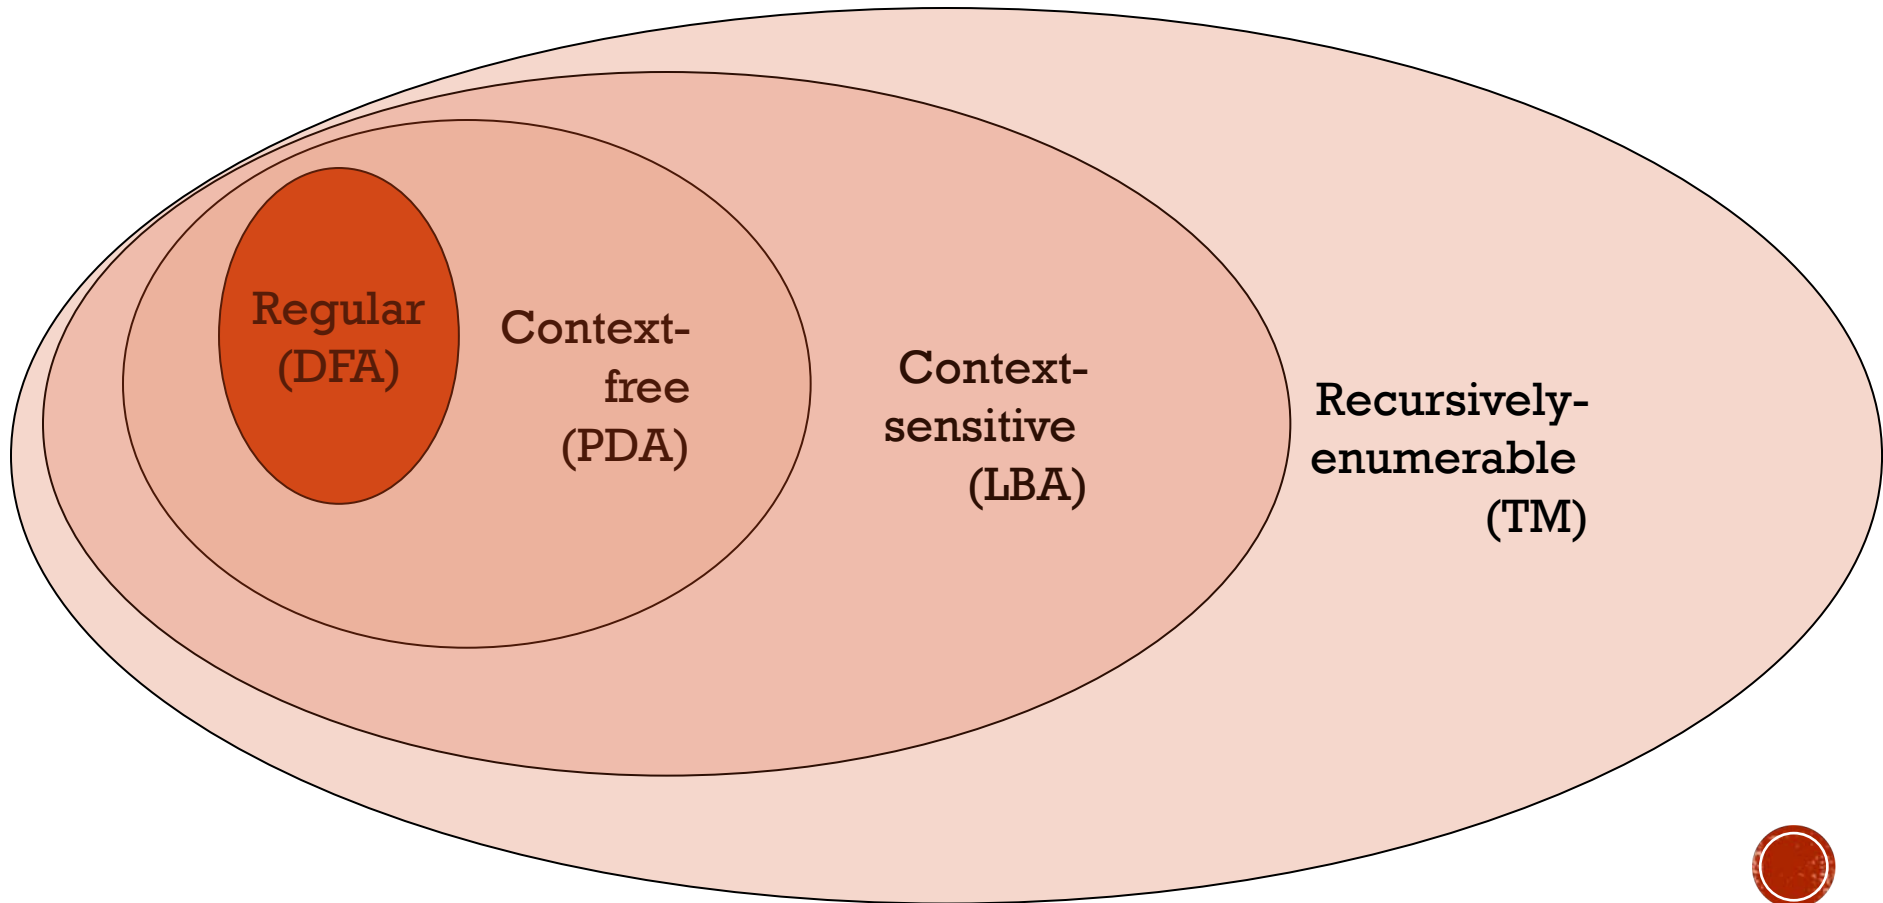 Regular
(DFA)
Context-
free
(PDA)
Context-
sensitive
(LBA)
Recursively-
enumerable
(TM)